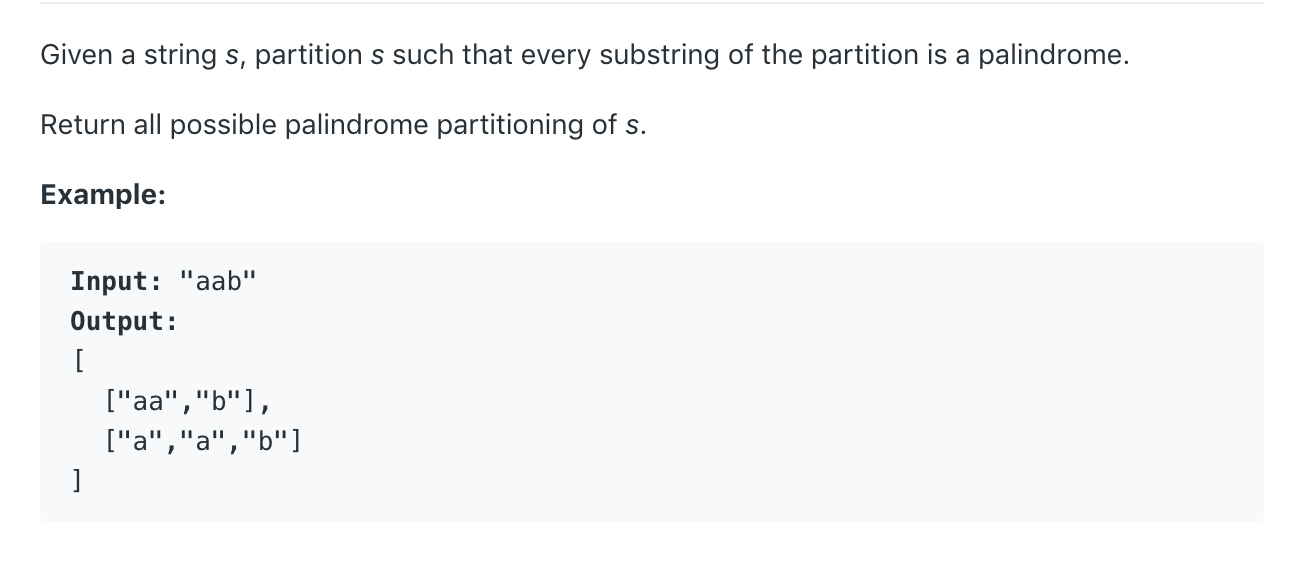 Given a string s, partition s such that every substring of the partition is a palindrome.
Return all possible palindrome partitioning of s.
Example:
Input: "aab"
Output:
[
  ["aa","b"],
  ["a","a","b"]
]